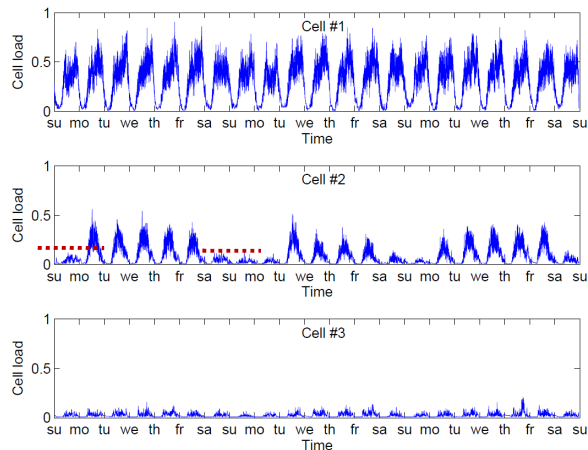 1
Cell #1
Cell load
0.5
0
su mo tu we th fr sa su mo tu we th fr sa su mo tu we th fr sa su
Time
1
Cell #2
Cell load
0.5
0
su mo tu we th fr sa su mo tu we th fr sa su mo tu we th fr sa su
Time
1
Cell #3
Cell load
0.5
0
su mo tu we th fr sa su mo tu we th fr sa su mo tu we th fr sa su
Time